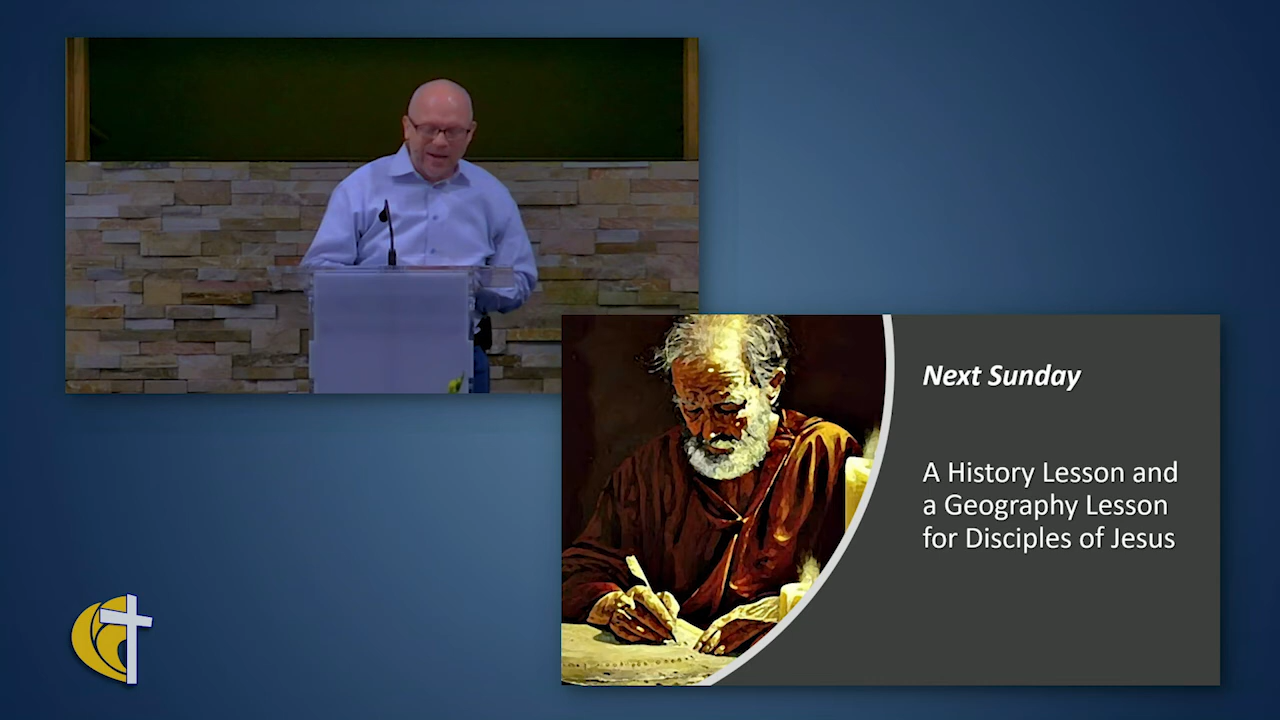 Next Sunday
A History Lesson and
a Geography Lesson
for Disciples of Jesus